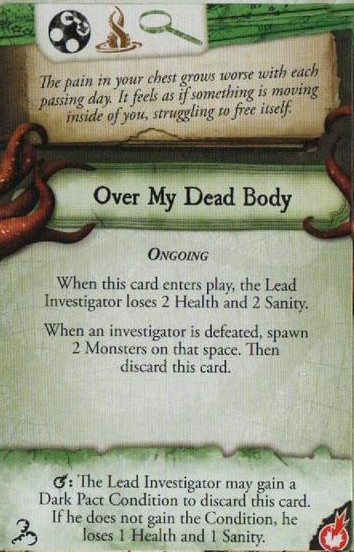 The pain in your chest grows worse with each
passing day. It feels as if something is moving
inside of you, struggling to free itself.
Over My Dead Body
ONGOING
When this card enters play, the Lead
Investigator loses 2 Health and 2 Sanity.
When an investigator is defeated, spawn
2 Monsters on that space. Then
discard this card.
: The Lead Investigator may gain a
Dark Pact Condition to discard this card.
If he does not gain the Condition, he
loses 1 Health and 1 Sanity.